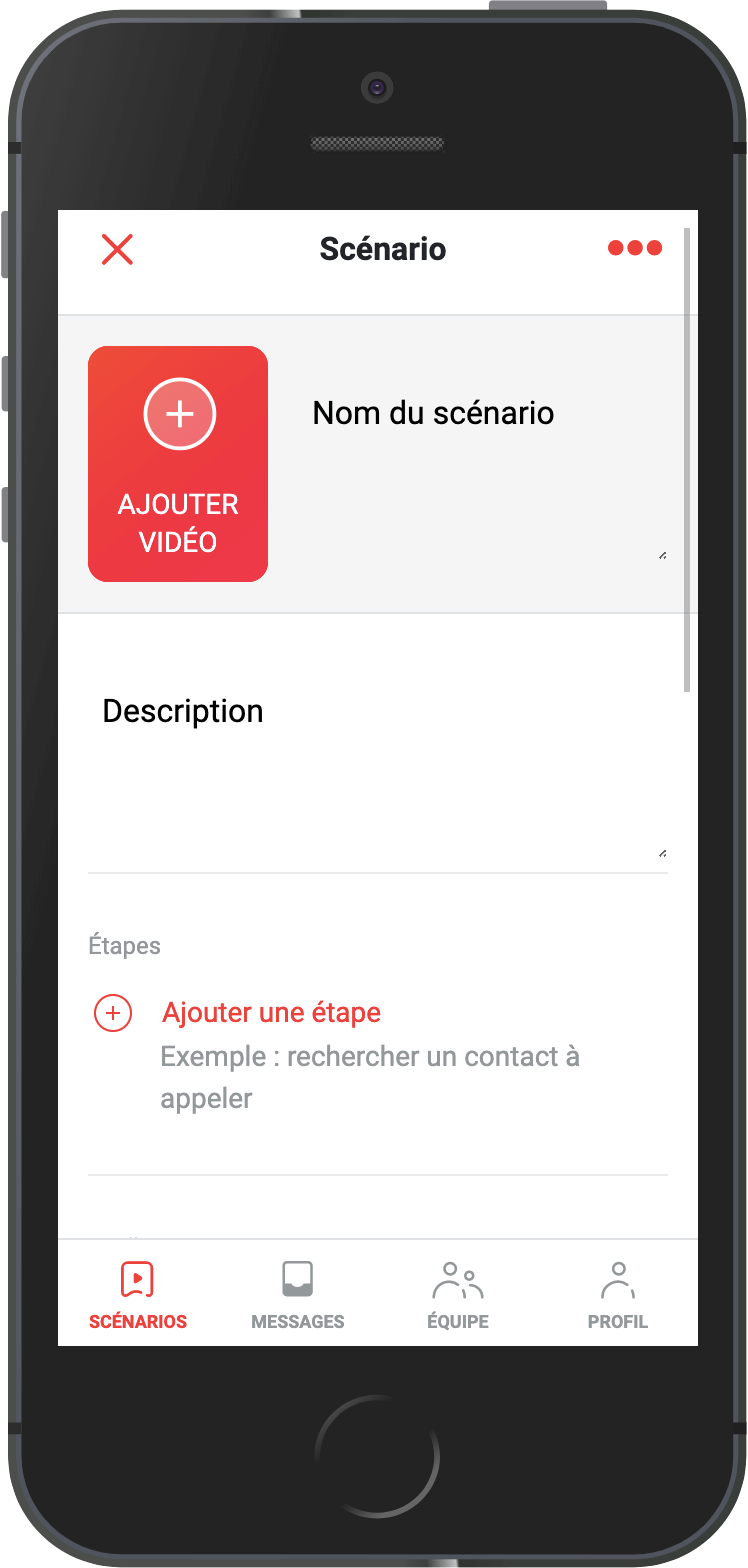 Scénario
AJOUTER
VIDÉO
Nom du scénario
Description
Étapes
Ajouter une étape
Exemple : rechercher un contact à
appeler
SCÉNARIOS
MESSAGES
ÉQUIPE
PROFIL